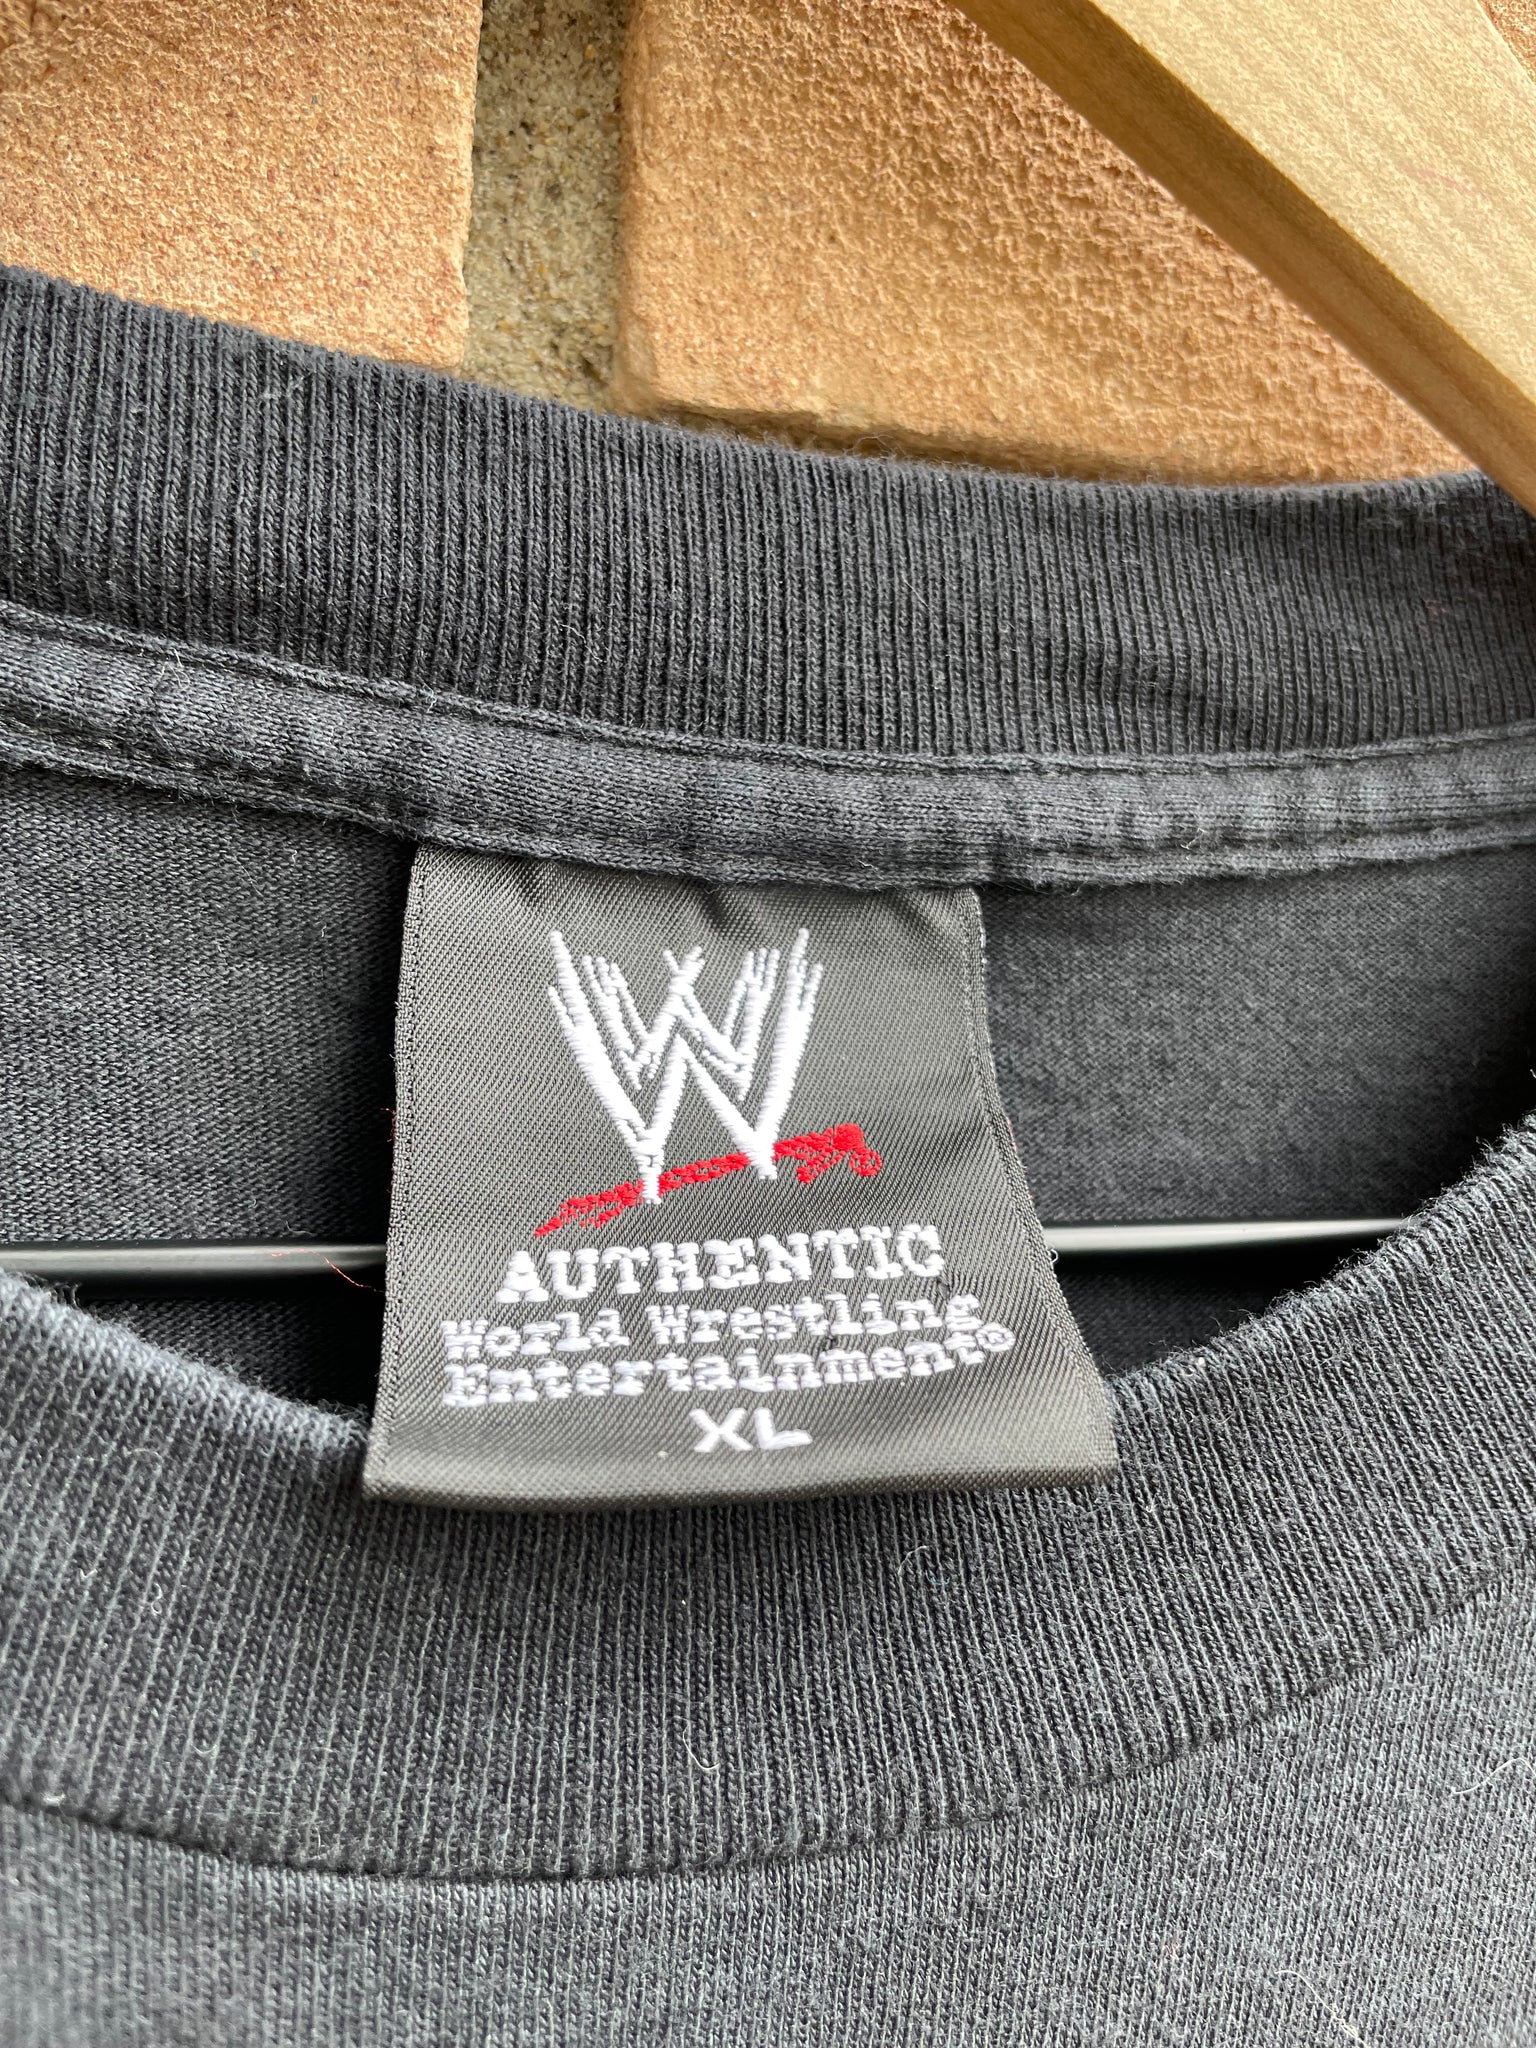 W
AUTHENTIC
World Wrestling
Entertainment®
XL